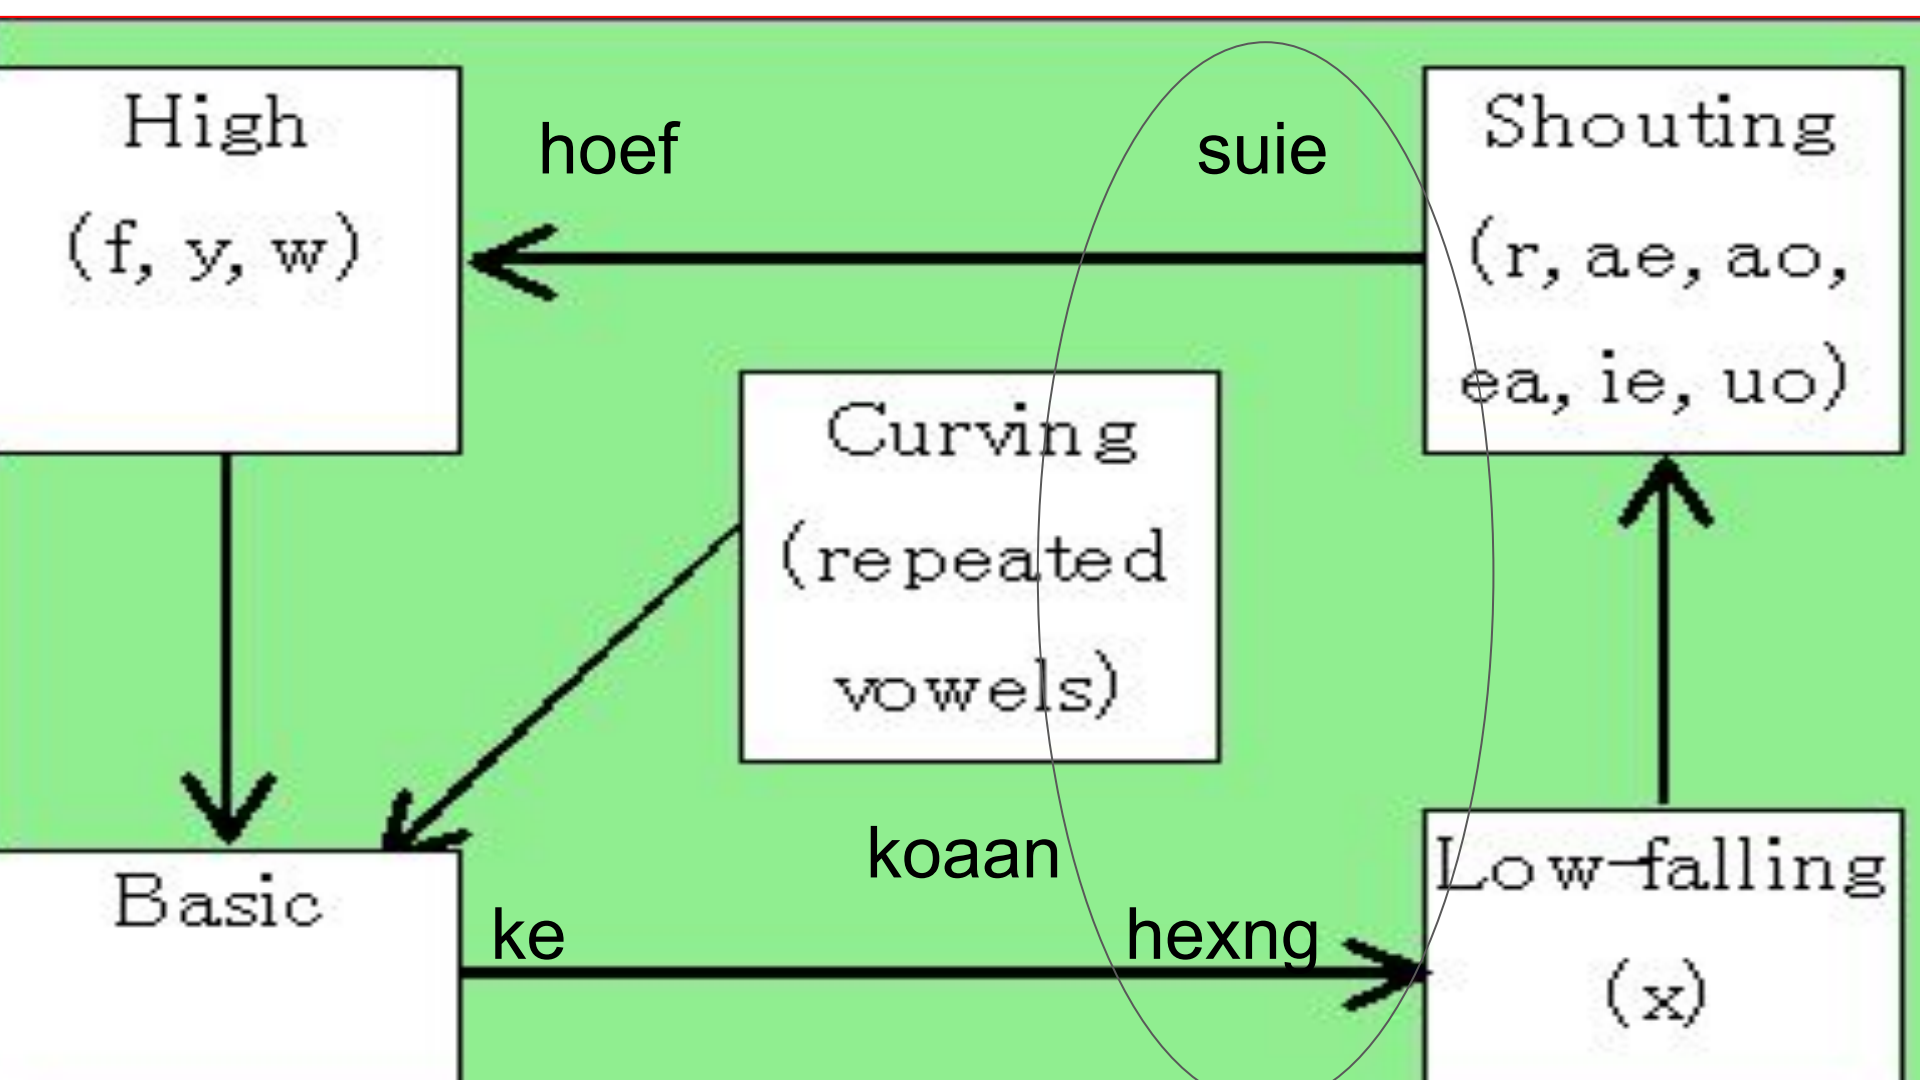 High
(f, y, w)
hoef
suie
Shouting
(r, ae, ao,
ea, ie, uo)
Curving
(repeated
vowels)
koaan
Basic
ke
hexng
Low-falling
(x)